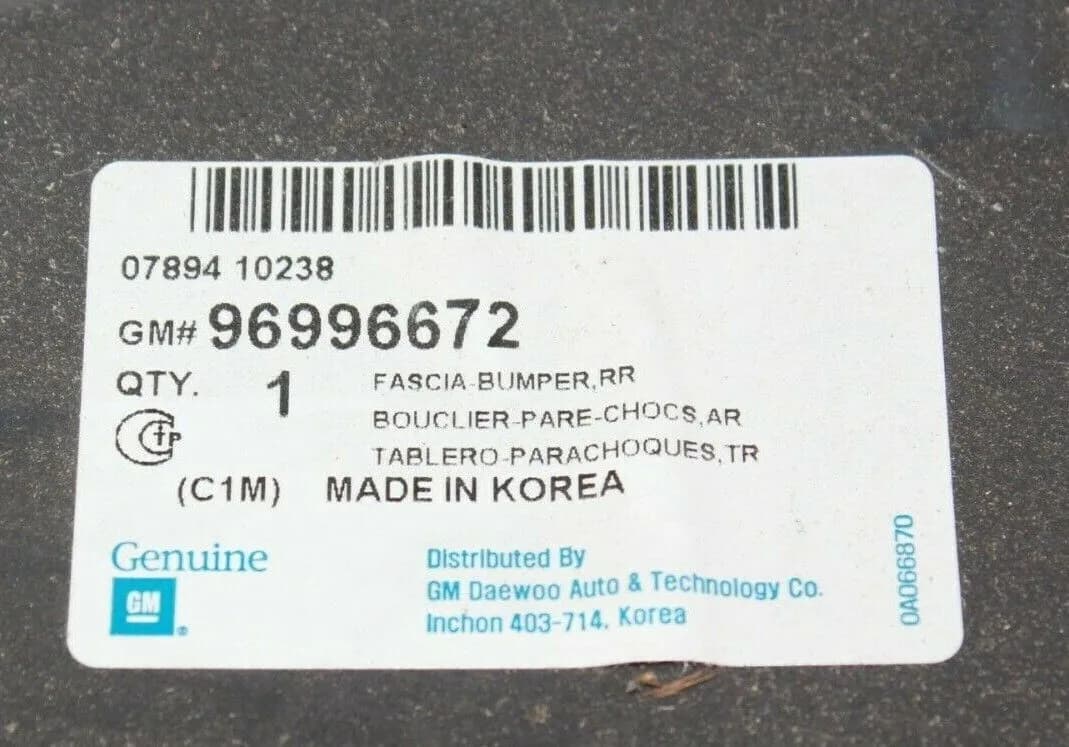 07894 10238
GM# 96996672
QTY. 1 FASCIA-BUMPER,RR
BOUCLIER-PARE-CHOCS,AR
TABLERO-PARACHOQUES,TR
(C1M) MADE IN KOREA
Genuine
GM
Distributed By
GM Daewoo Auto & Technology Co.
Inchon 403-714, Korea
0A066870